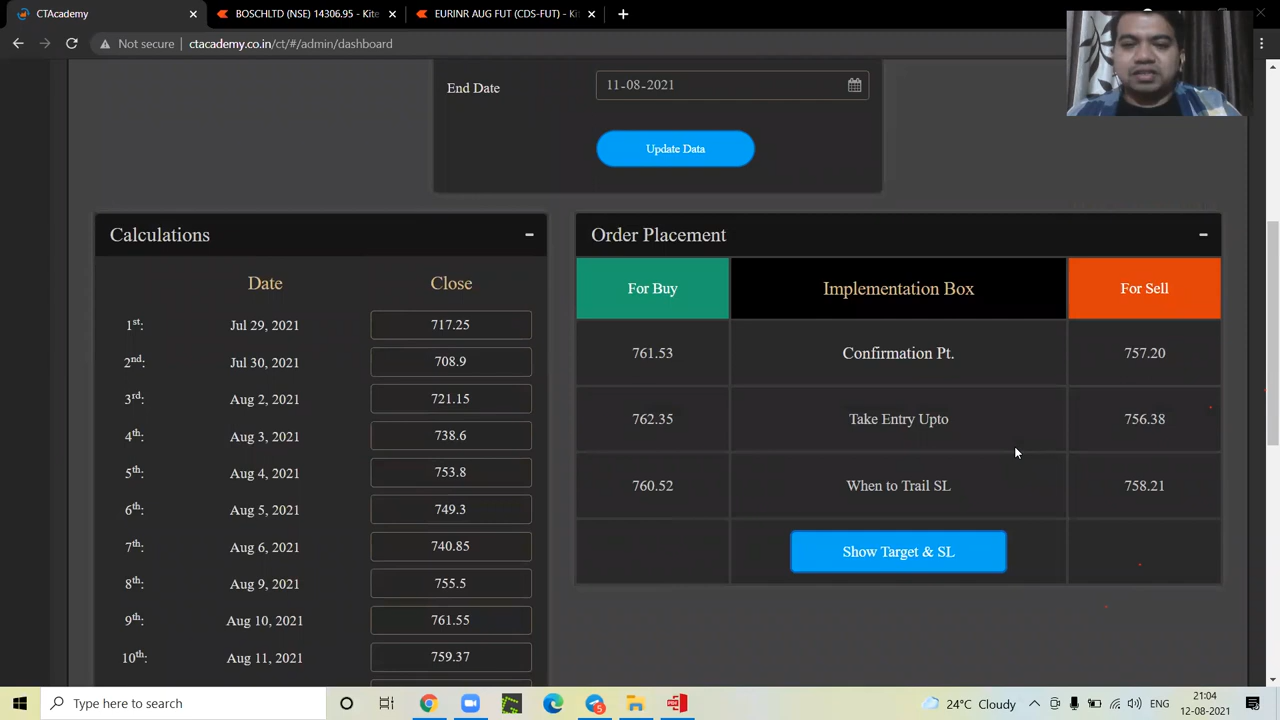 CTAcademy
BOSCHLTD (NSE) 14306.95 - Kite
EURINR AUG FUT (CDS-FUT) - Kit
Not secure
ctacademy.co.in/ct/#/admin/dashboard
End Date
11-08-2021
Update Data
Calculations
Date Close
1st: Jul 29, 2021 717.25
2nd: Jul 30, 2021 708.9
3rd: Aug 2, 2021 721.15
4th: Aug 3, 2021 738.6
5th: Aug 4, 2021 753.8
6th: Aug 5, 2021 749.3
7th: Aug 6, 2021 740.85
8th: Aug 9, 2021 755.5
9th: Aug 10, 2021 761.55
10th: Aug 11, 2021 759.37
Order Placement
For Buy Implementation Box For Sell
761.53 Confirmation Pt. 757.20
762.35 Take Entry Upto 756.38
760.52 When to Trail SL 758.21
Show Target & SL
Type here to search
5
24°C Cloudy
ENG
21:04
12-08-2021